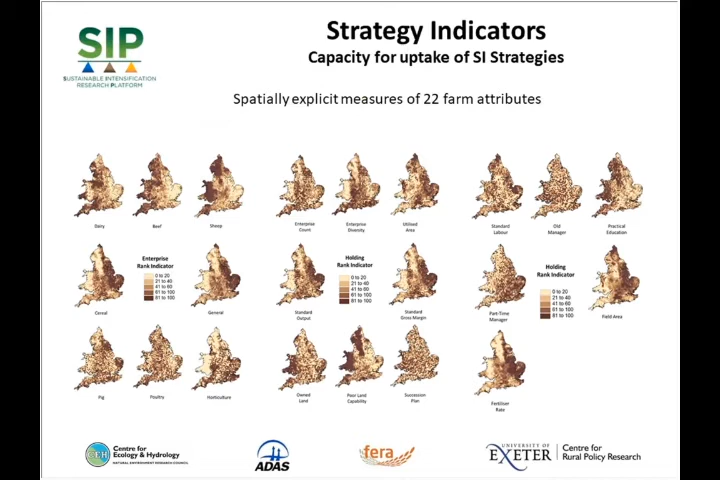 SIP
SUSTAINABLE INTENSIFICATION
RESEARCH PLATFORM
Strategy Indicators
Capacity for uptake of SI Strategies
Spatially explicit measures of 22 farm attributes
Dairy
Beef
Sheep
Cereal
Enterprise
Rank Indicator
0 to 20
21 to 40
41 to 60
61 to 80
81 to 100
General
Pig
Poultry
Horticulture
Enterprise
Count
Enterprise
Diversity
Utilised
Area
Standard
Output
Holding
Rank Indicator
0 to 20
21 to 40
41 to 60
61 to 80
81 to 100
Standard
Gross Margin
Owned
Land
Poor Land
Capability
Succession
Plan
Standard
Labour
Old
Manager
Practical
Education
Part-Time
Manager
Holding
Rank Indicator
0 to 20
21 to 40
41 to 60
61 to 80
81 to 100
Field Area
Fertiliser
Rate
CEH
Centre for
Ecology & Hydrology
NATURAL ENVIRONMENT RESEARCH COUNCIL
ADAS
fera
UNIVERSITY OF
EXETER
Centre for
Rural Policy Research